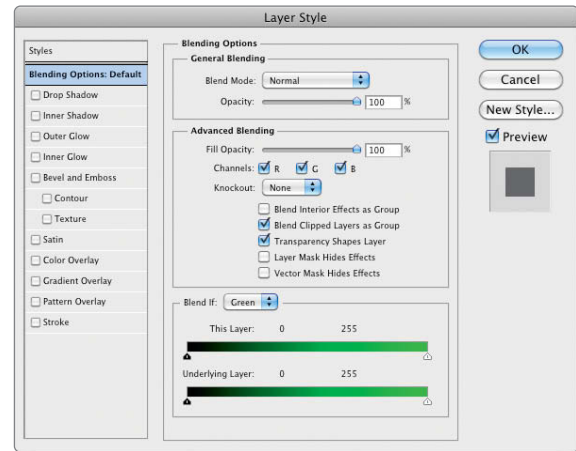 Layer Style
Styles
Blending Options: Default
Drop Shadow
Inner Shadow
Outer Glow
Inner Glow
Bevel and Emboss
Contour
Texture
Satin
Color Overlay
Gradient Overlay
Pattern Overlay
Stroke
Blending Options
General Blending
Blend Mode: Normal
Opacity: 100 %
Advanced Blending
Fill Opacity: 100 %
Channels: R G B
Knockout: None
Blend Interior Effects as Group
Blend Clipped Layers as Group
Transparency Shapes Layer
Layer Mask Hides Effects
Vector Mask Hides Effects
Blend If: Green
This Layer: 0 255
Underlying Layer: 0 255
OK
Cancel
New Style...
Preview